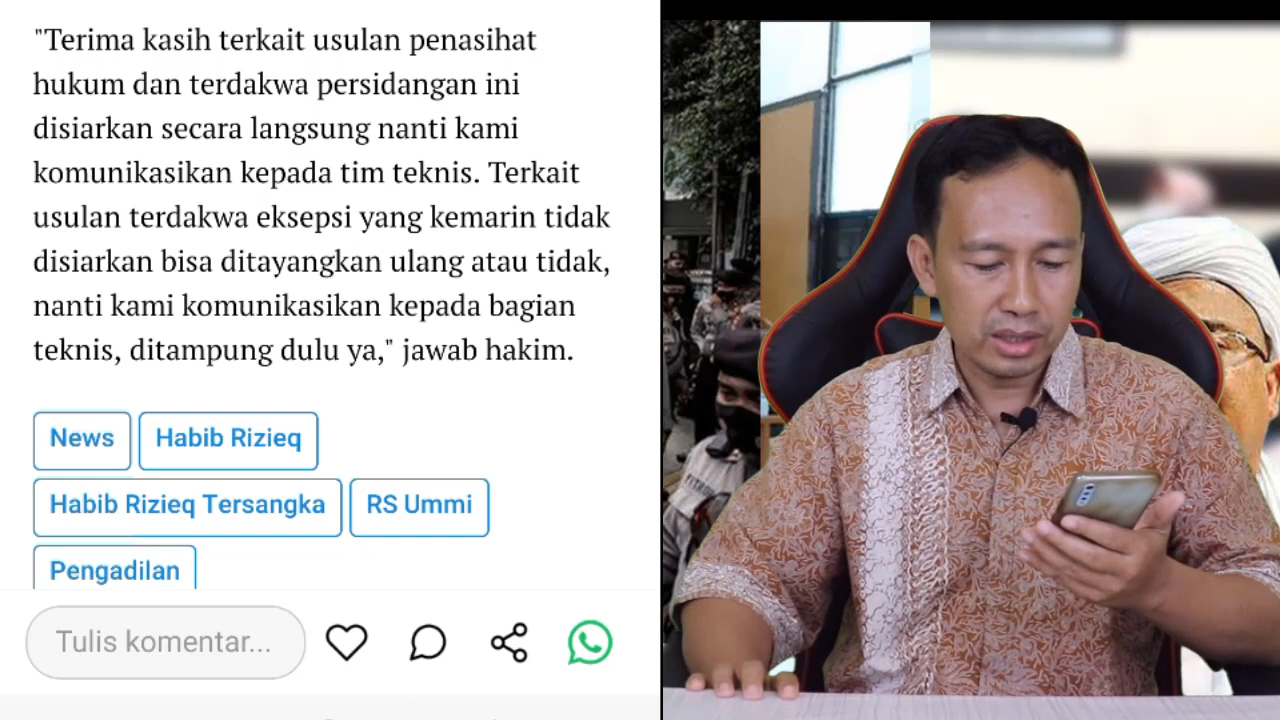 "Terima kasih terkait usulan penasihat
hukum dan terdakwa persidangan ini
disiarkan secara langsung nanti kami
komunikasikan kepada tim teknis. Terkait
usulan terdakwa eksepsi yang kemarin tidak
disiarkan bisa ditayangkan ulang atau tidak,
nanti kami komunikasikan kepada bagian
teknis, ditampung dulu ya," jawab hakim.
News Habib Rizieq
Habib Rizieq Tersangka RS Ummi
Pengadilan
Tulis komentar...